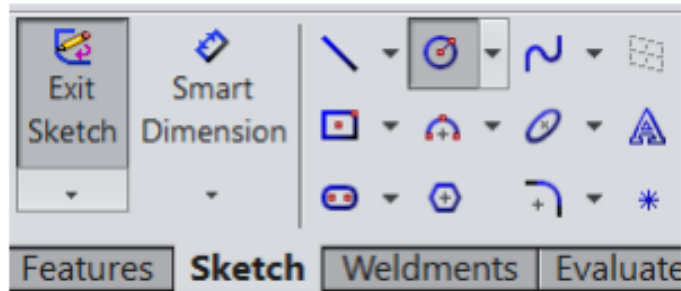 Exit
Sketch
Smart
Dimension
Features
Sketch
Weldments
Evaluate